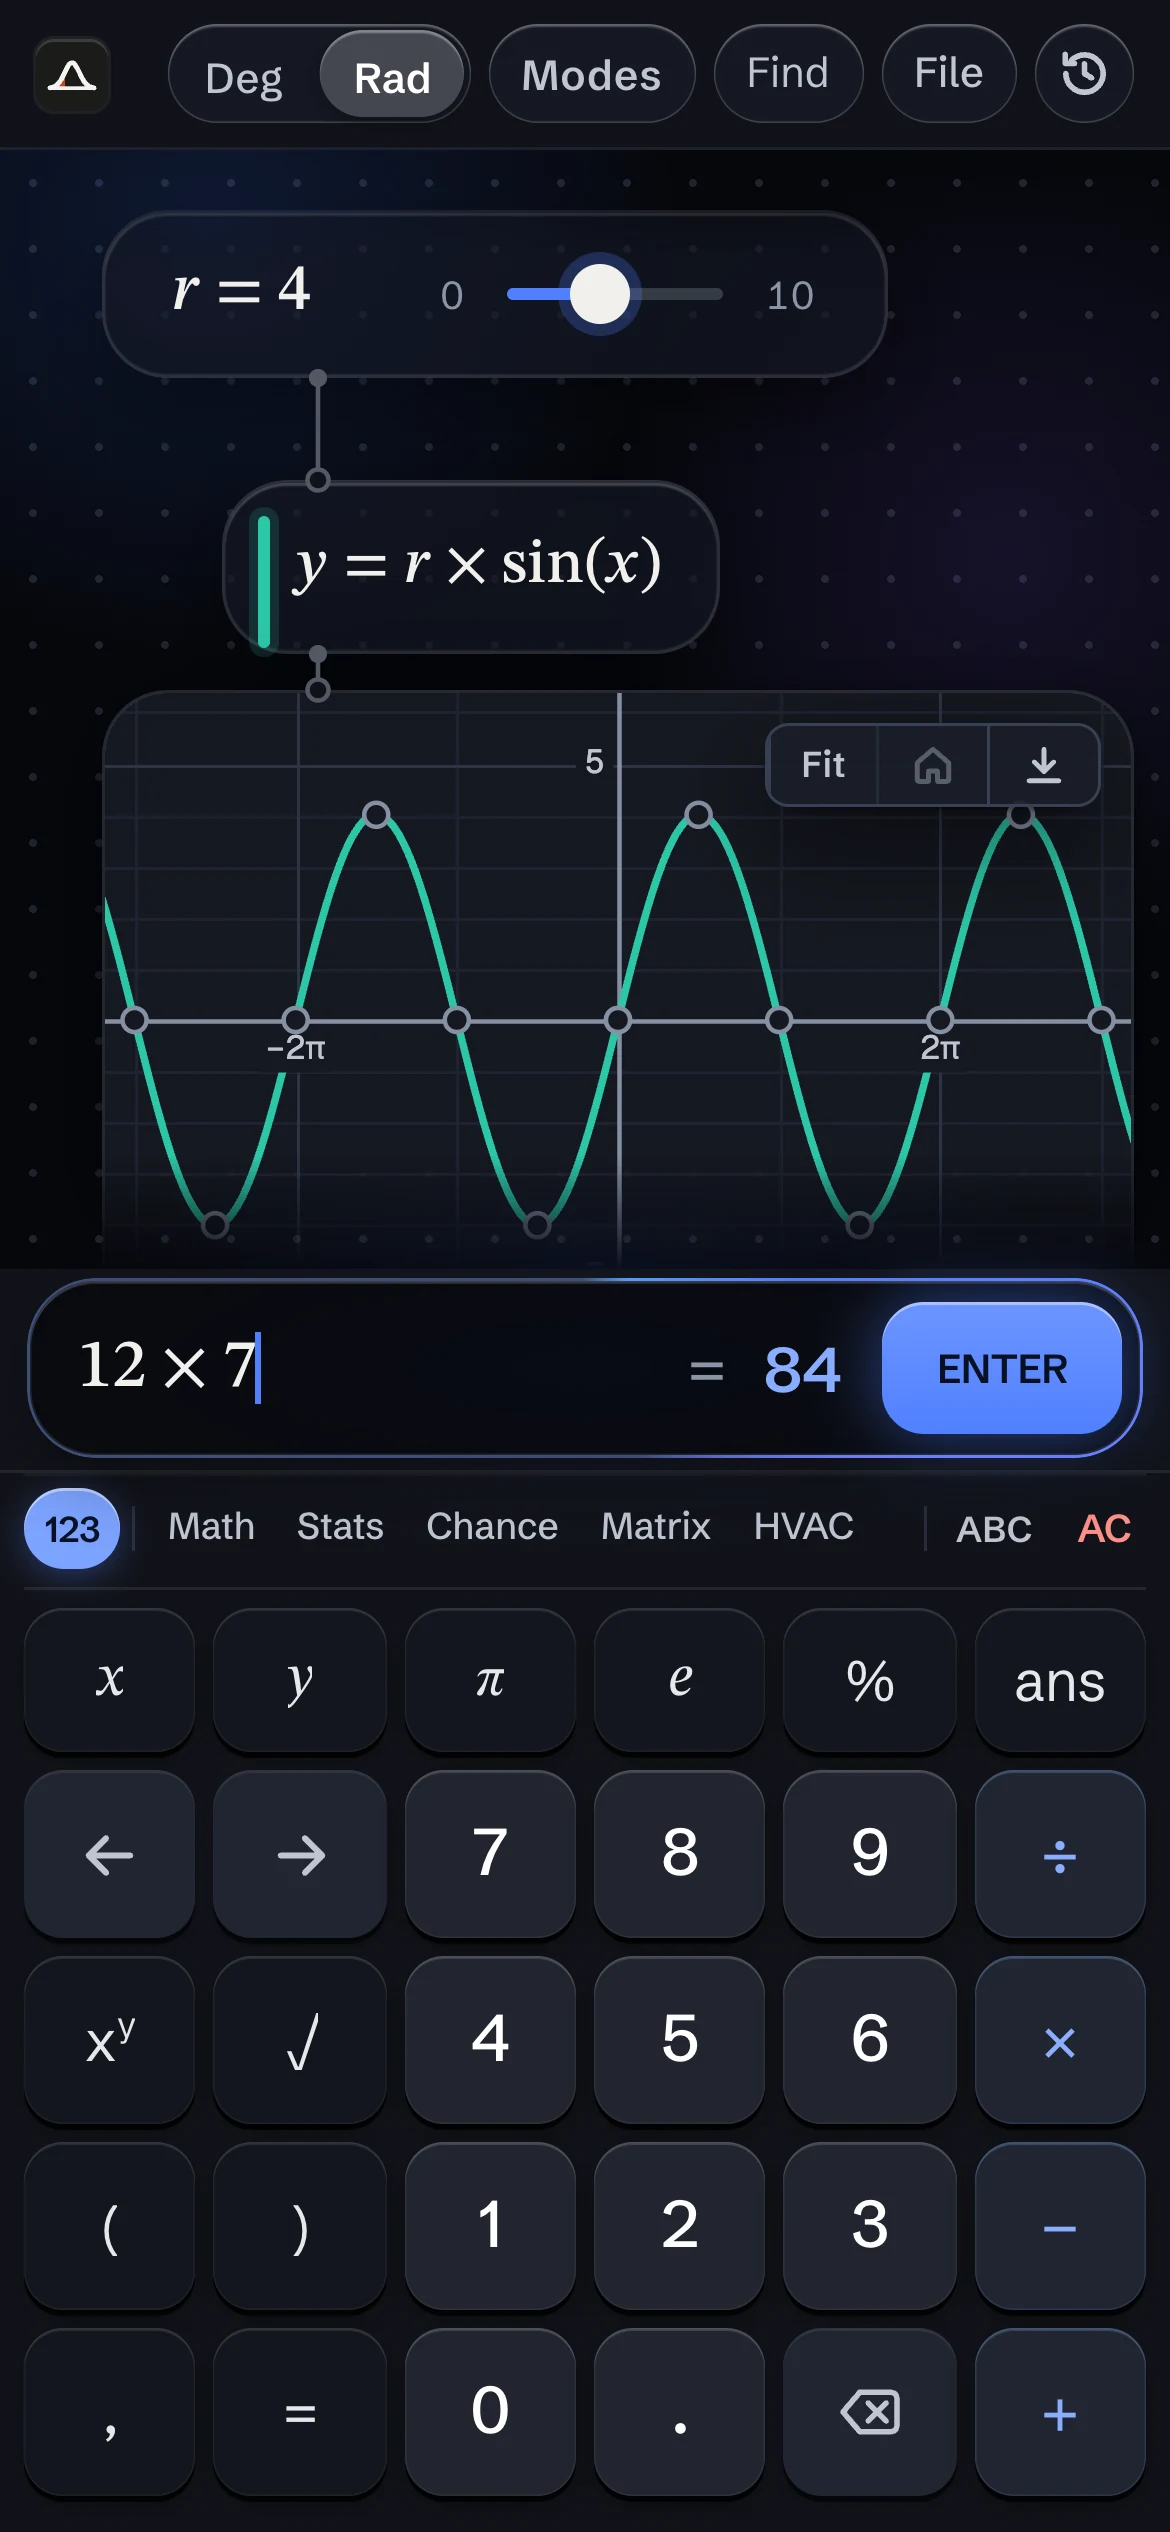 Deg Rad Modes Find File
r = 4 0 10
y = r × sin(x)
5 Fit
−2π 2π
12 × 7 = 84 ENTER
123 Math Stats Chance Matrix HVAC ABC AC
x y π e % ans
← → 7 8 9 ÷
xʸ √ 4 5 6 ×
( ) 1 2 3 −
, = 0 . +